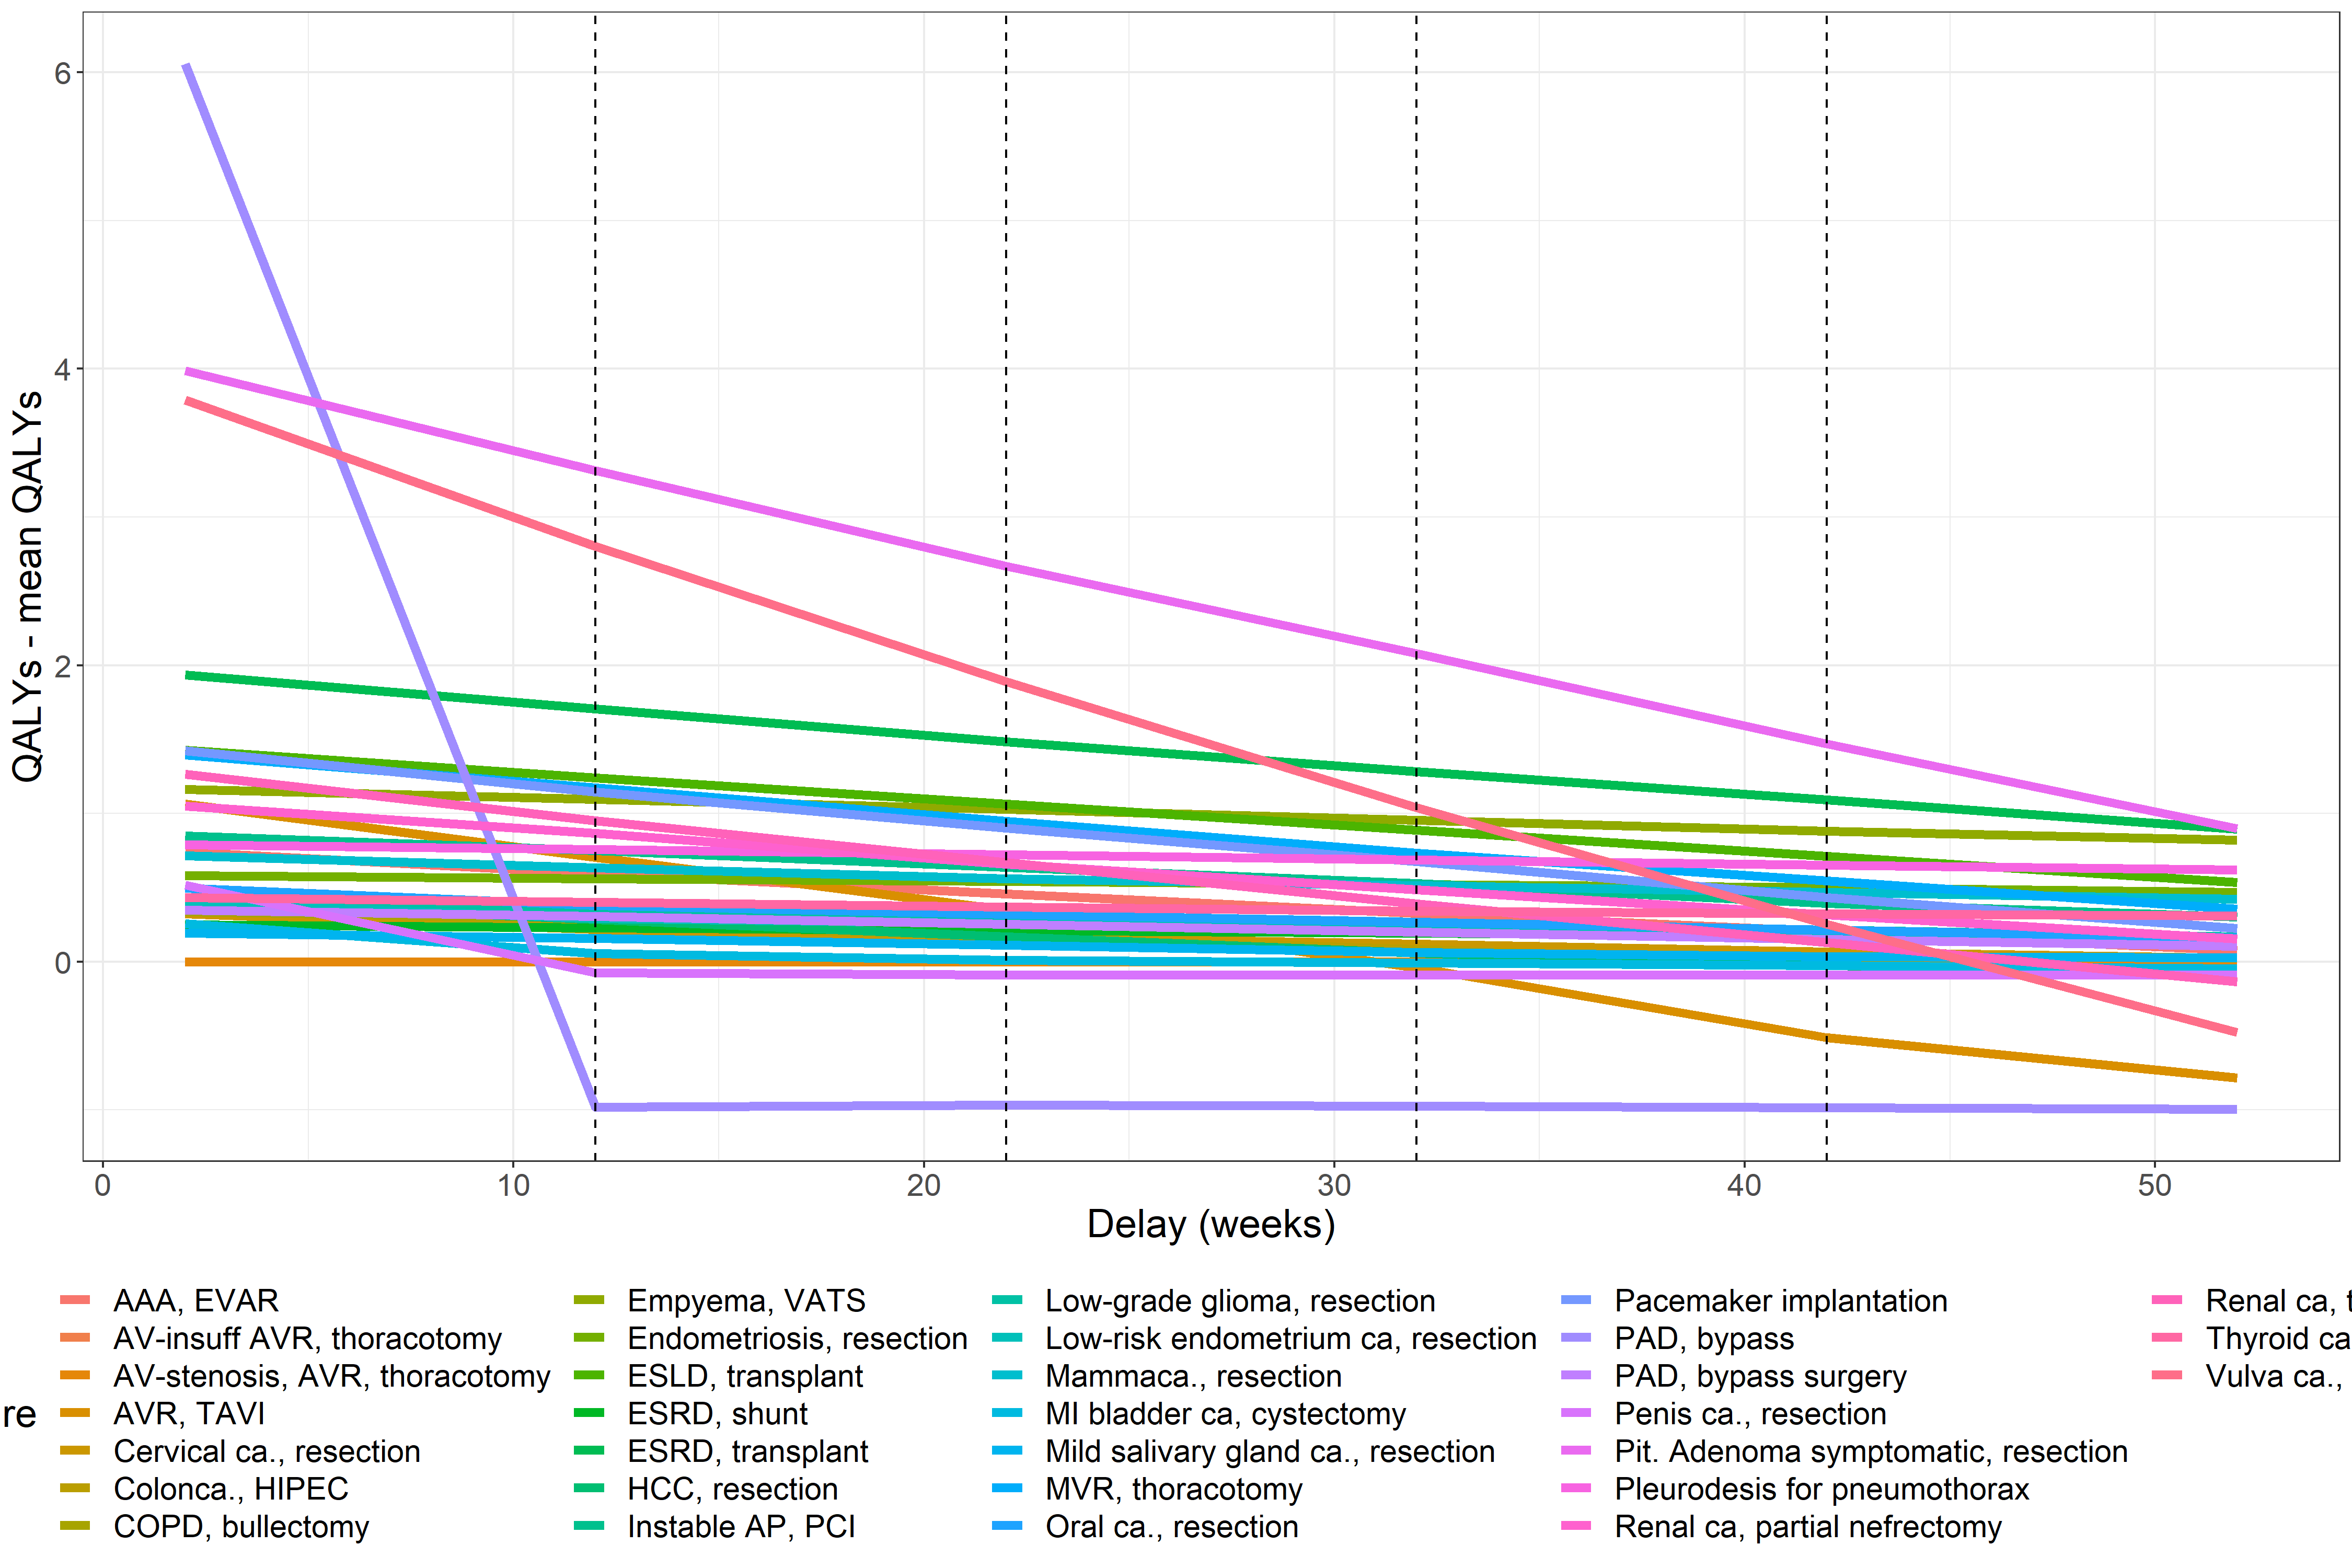 6
4
2
0
QALYs - mean QALYs
0 10 20 30 40 50
Delay (weeks)
re
AAA, EVAR
AV-insuff AVR, thoracotomy
AV-stenosis, AVR, thoracotomy
AVR, TAVI
Cervical ca., resection
Colonca., HIPEC
COPD, bullectomy
Empyema, VATS
Endometriosis, resection
ESLD, transplant
ESRD, shunt
ESRD, transplant
HCC, resection
Instable AP, PCI
Low-grade glioma, resection
Low-risk endometrium ca, resection
Mammaca., resection
MI bladder ca, cystectomy
Mild salivary gland ca., resection
MVR, thoracotomy
Oral ca., resection
Pacemaker implantation
PAD, bypass
PAD, bypass surgery
Penis ca., resection
Pit. Adenoma symptomatic, resection
Pleurodesis for pneumothorax
Renal ca, partial nefrectomy
Renal ca, t
Thyroid ca
Vulva ca.,